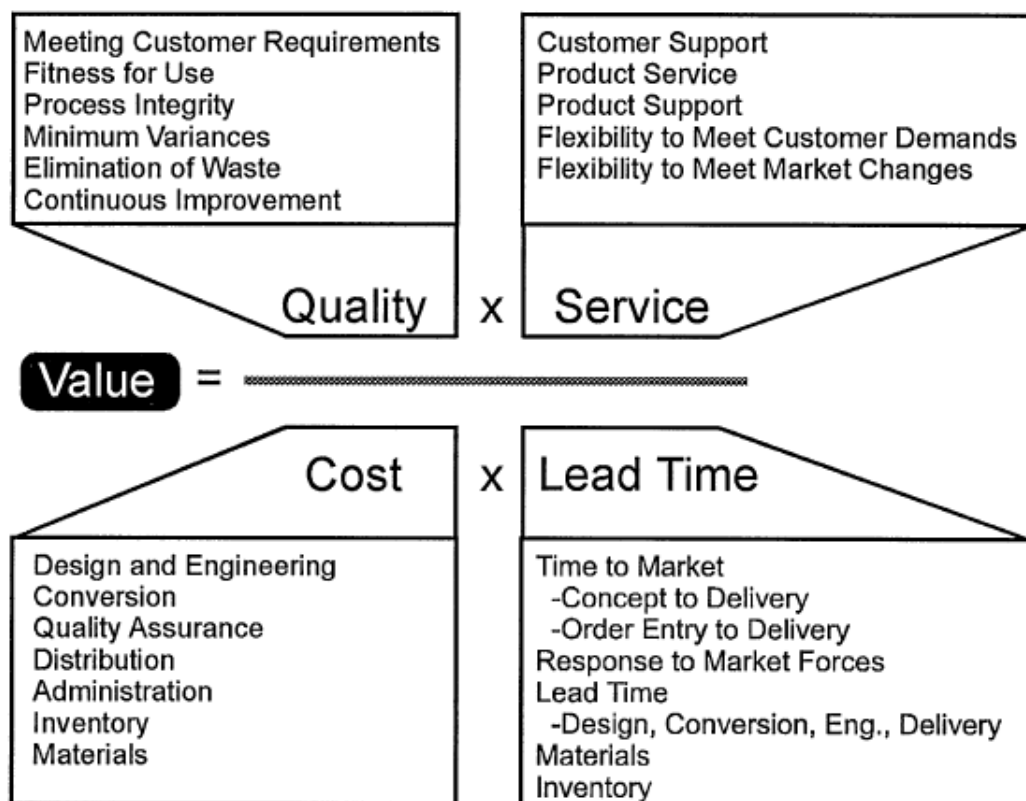 Meeting Customer Requirements
Fitness for Use
Process Integrity
Minimum Variances
Elimination of Waste
Continuous Improvement
Customer Support
Product Service
Product Support
Flexibility to Meet Customer Demands
Flexibility to Meet Market Changes
Quality x Service
Value =
Cost x Lead Time
Design and Engineering
Conversion
Quality Assurance
Distribution
Administration
Inventory
Materials
Time to Market
-Concept to Delivery
-Order Entry to Delivery
Response to Market Forces
Lead Time
-Design, Conversion, Eng., Delivery
Materials
Inventory